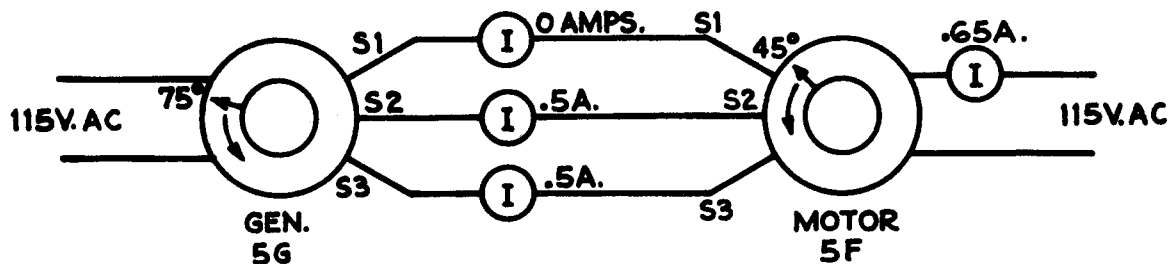 0 AMPS.
S1
S1
.65A.
I
45°
I
75°
S2
.5A.
S2
115V. AC
I
115V. AC
S3
.5A.
S3
I
GEN.
5G
MOTOR
5F